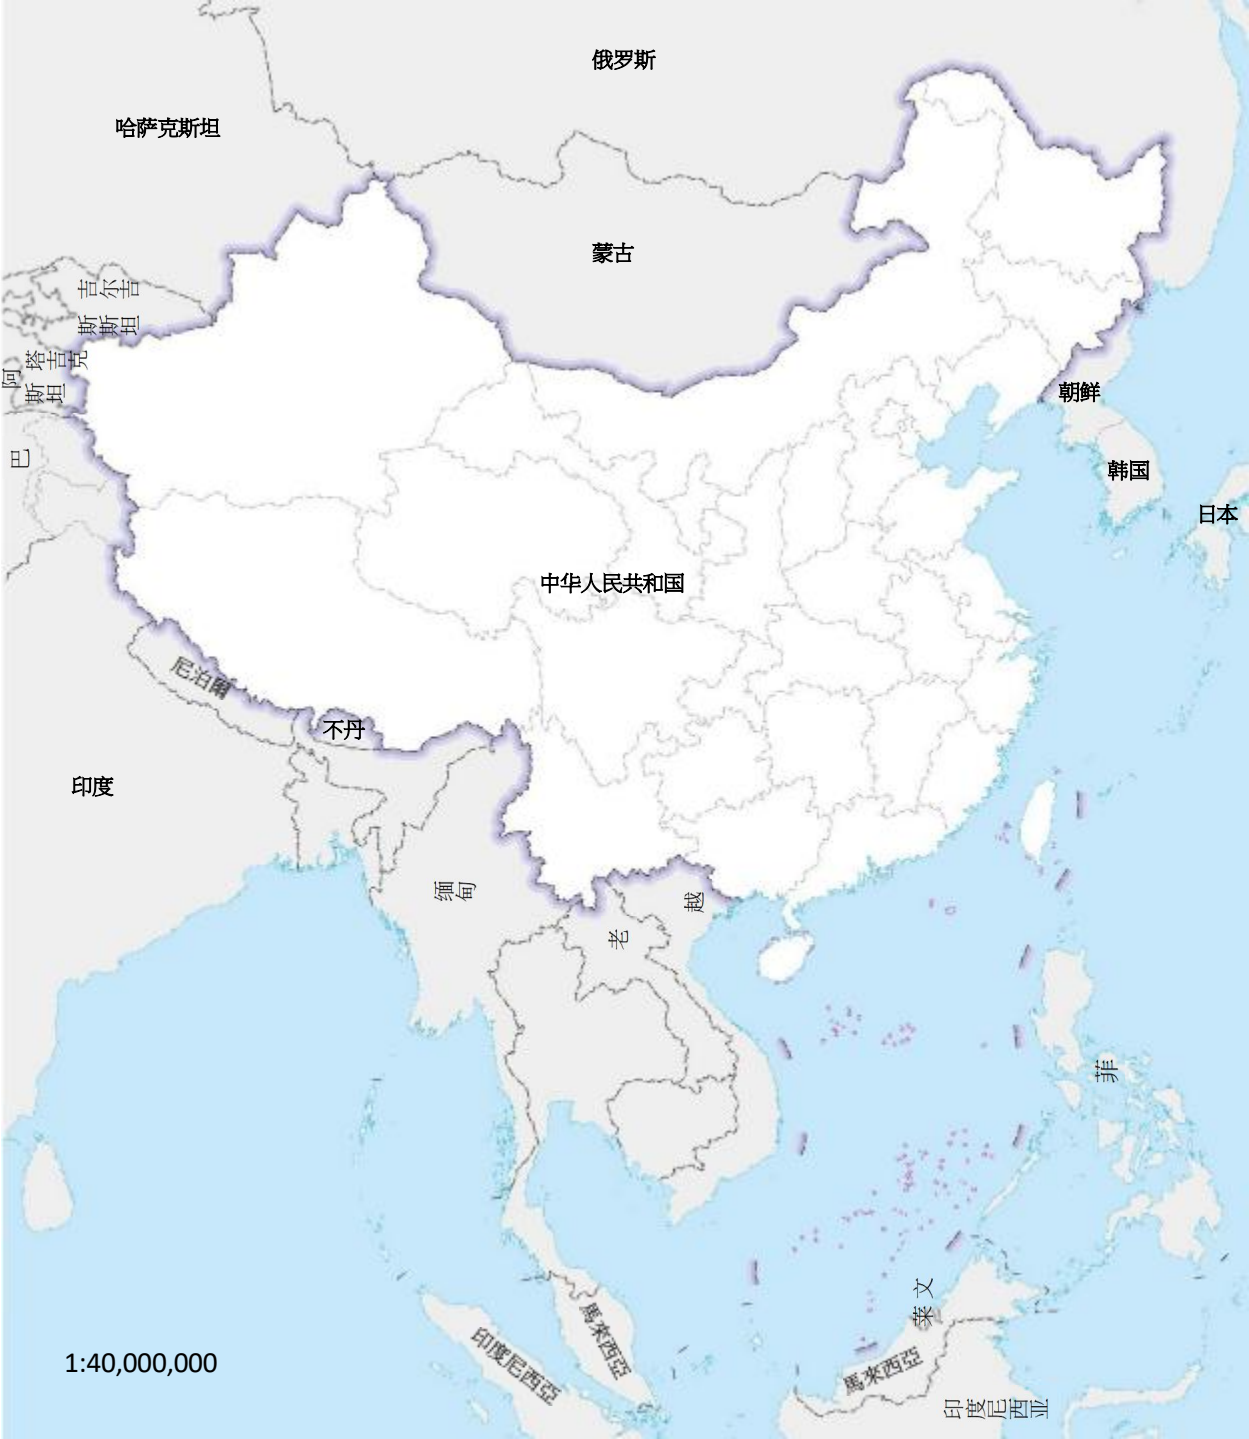 俄罗斯
哈萨克斯坦
蒙古
吉尔吉
斯斯坦
塔吉克
斯坦
阿
巴
朝鲜
韩国
日本
中华人民共和国
尼泊爾
不丹
印度
缅甸
越
老
菲
文
莱
馬來西亞
印度尼西亞
馬來西亞
印度尼西亚
1:40,000,000